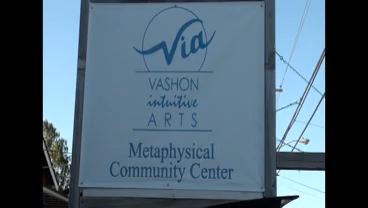 Via
VASHON
intuitive
ARTS
Metaphysical
Community Center